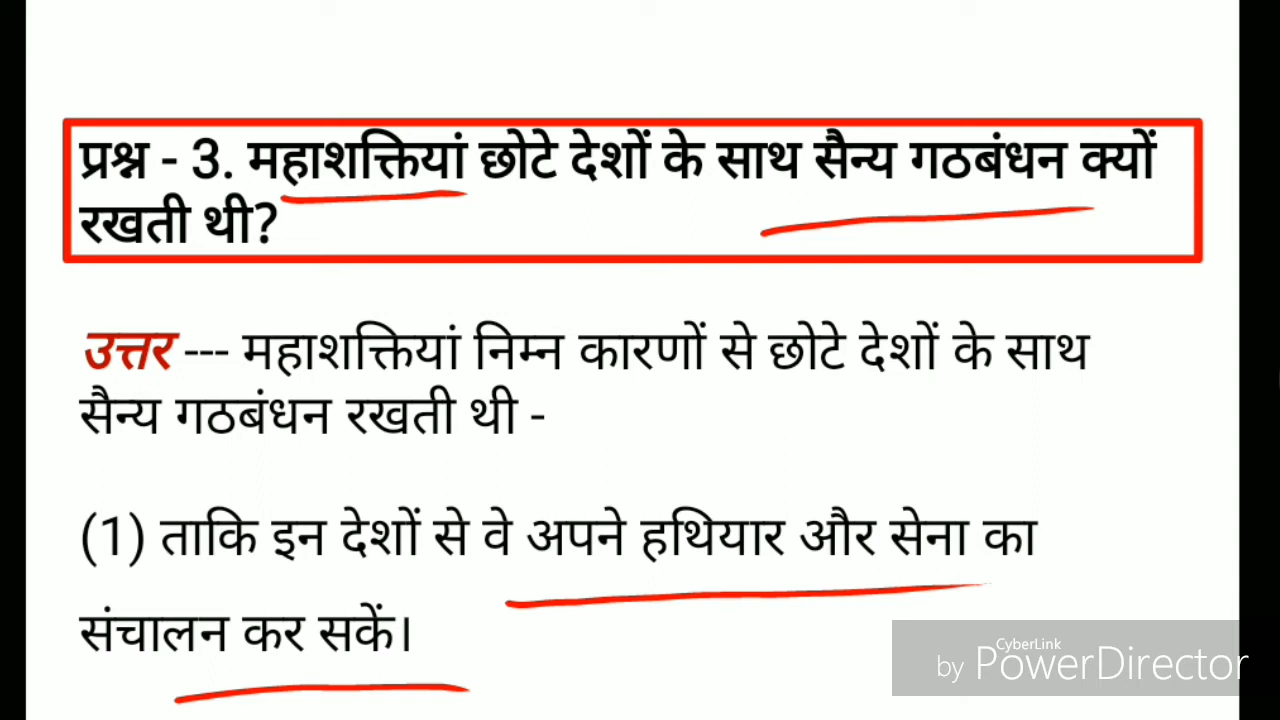 प्रश्न - 3. महाशक्तियां छोटे देशों के साथ सैन्य गठबंधन क्यों
रखती थी?
उत्तर --- महाशक्तियां निम्न कारणों से छोटे देशों के साथ
सैन्य गठबंधन रखती थी -
(1) ताकि इन देशों से वे अपने हथियार और सेना का
संचालन कर सकें।
CyberLink
by PowerDirector